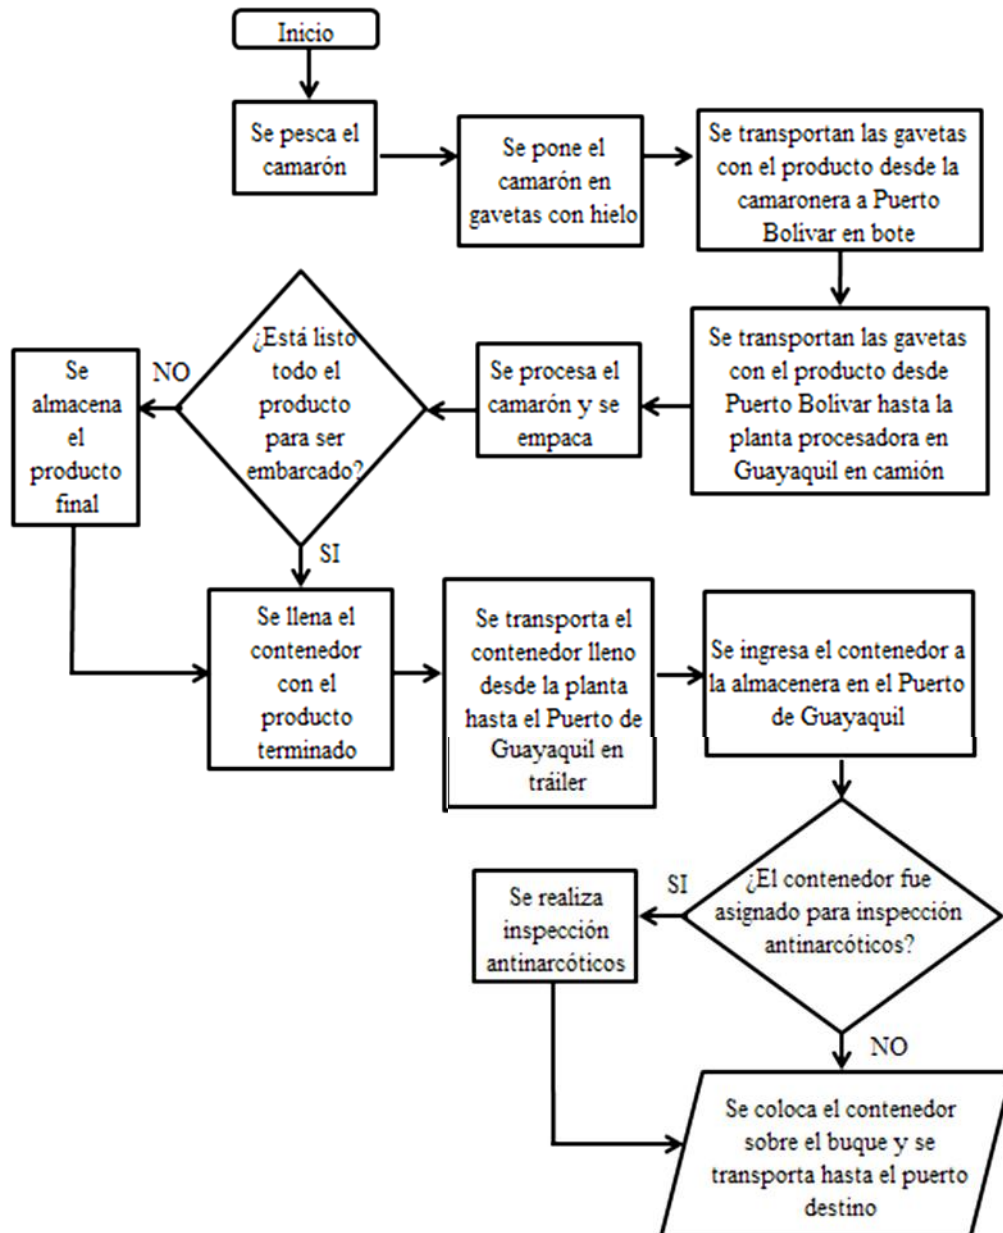 Inicio
Se pesca el
camarón
Se pone el
camarón en
gavetas con hielo
Se transportan las gavetas
con el producto desde la
camaronera a Puerto
Bolivar en bote
Se transportan las gavetas
con el producto desde
Puerto Bolívar hasta la
planta procesadora en
Guayaquil en camión
Se procesa el
camarón y se
empaca
¿Está listo
todo el
producto
para ser
embarcado?
NO
Se
almacena
el
producto
final
SI
Se llena el
contenedor
con el
producto
terminado
Se transporta el
contenedor lleno
desde la planta
hasta el Puerto de
Guayaquil en
tráiler
Se ingresa el contenedor a
la almacenera en el Puerto
de Guayaquil
¿El contenedor fue
asignado para inspección
antinarcóticos?
SI
Se realiza
inspección
antinarcóticos
NO
Se coloca el contenedor
sobre el buque y se
transporta hasta el puerto
destino